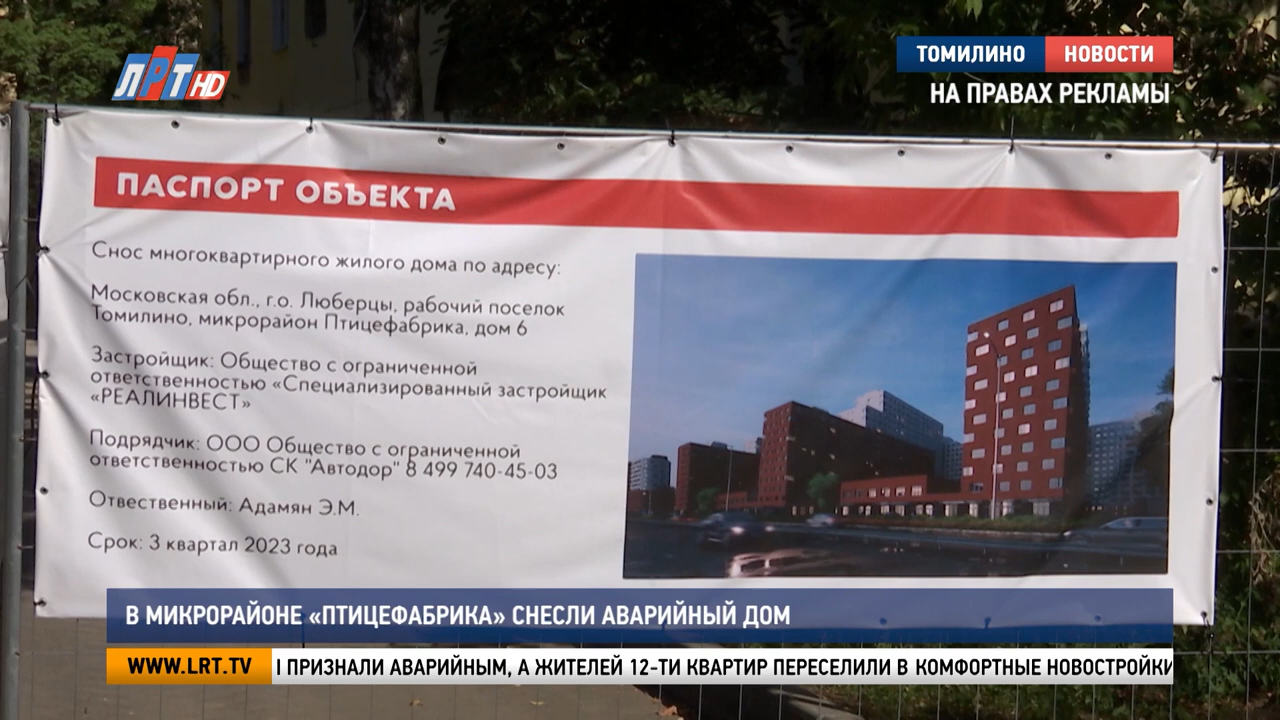 ЛРТ HD
ТОМИЛИНО НОВОСТИ
НА ПРАВАХ РЕКЛАМЫ
ПАСПОРТ ОБЪЕКТА
Снос многоквартирного жилого дома по адресу:
Московская обл., г.о. Люберцы, рабочий поселок
Томилино, микрорайон Птицефабрика, дом 6
Застройщик: Общество с ограниченной
ответственностью «Специализированный застройщик
«РЕАЛИНВЕСТ»
Подрядчик: ООО Общество с ограниченной
ответственностью СК "Автодор" 8 499 740-45-03
Отвественный: Адамян Э.М.
Срок: 3 квартал 2023 года
В МИКРОРАЙОНЕ «ПТИЦЕФАБРИКА» СНЕСЛИ АВАРИЙНЫЙ ДОМ
WWW.LRT.TV ПРИЗНАЛИ АВАРИЙНЫМ, А ЖИТЕЛЕЙ 12-ТИ КВАРТИР ПЕРЕСЕЛИЛИ В КОМФОРТНЫЕ НОВОСТРОЙКИ